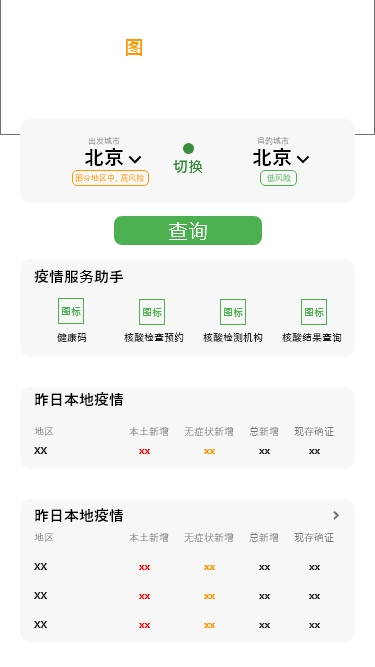 图
出发城市 目的城市
北京 北京
切换
部分地区中、高风险 低风险
查询
疫情服务助手
图标 图标 图标 图标
健康码 核酸检查预约 核酸检测机构 核酸结果查询
昨日本地疫情
地区 本土新增 无症状新增 总新增 现存确证
XX xx xx xx xx
昨日本地疫情
地区 本土新增 无症状新增 总新增 现存确证
XX xx xx xx xx
XX xx xx xx xx
XX xx xx xx xx